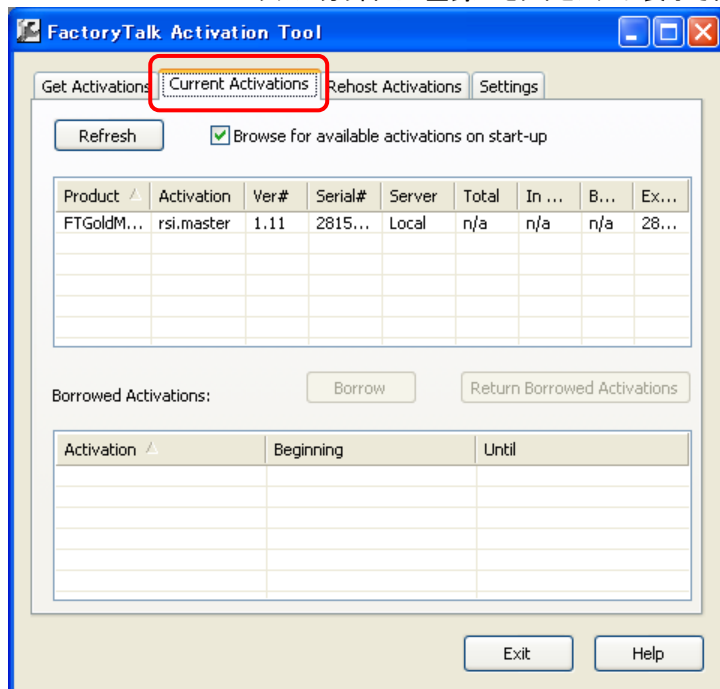 FactoryTalk Activation Tool
Get Activations Current Activations Rehost Activations Settings
Refresh Browse for available activations on start-up
Product Activation Ver# Serial# Server Total In ... B... Ex...
FTGoldM... rsi.master 1.11 2815... Local n/a n/a n/a 28...
Borrowed Activations: Borrow Return Borrowed Activations
Activation Beginning Until
Exit Help